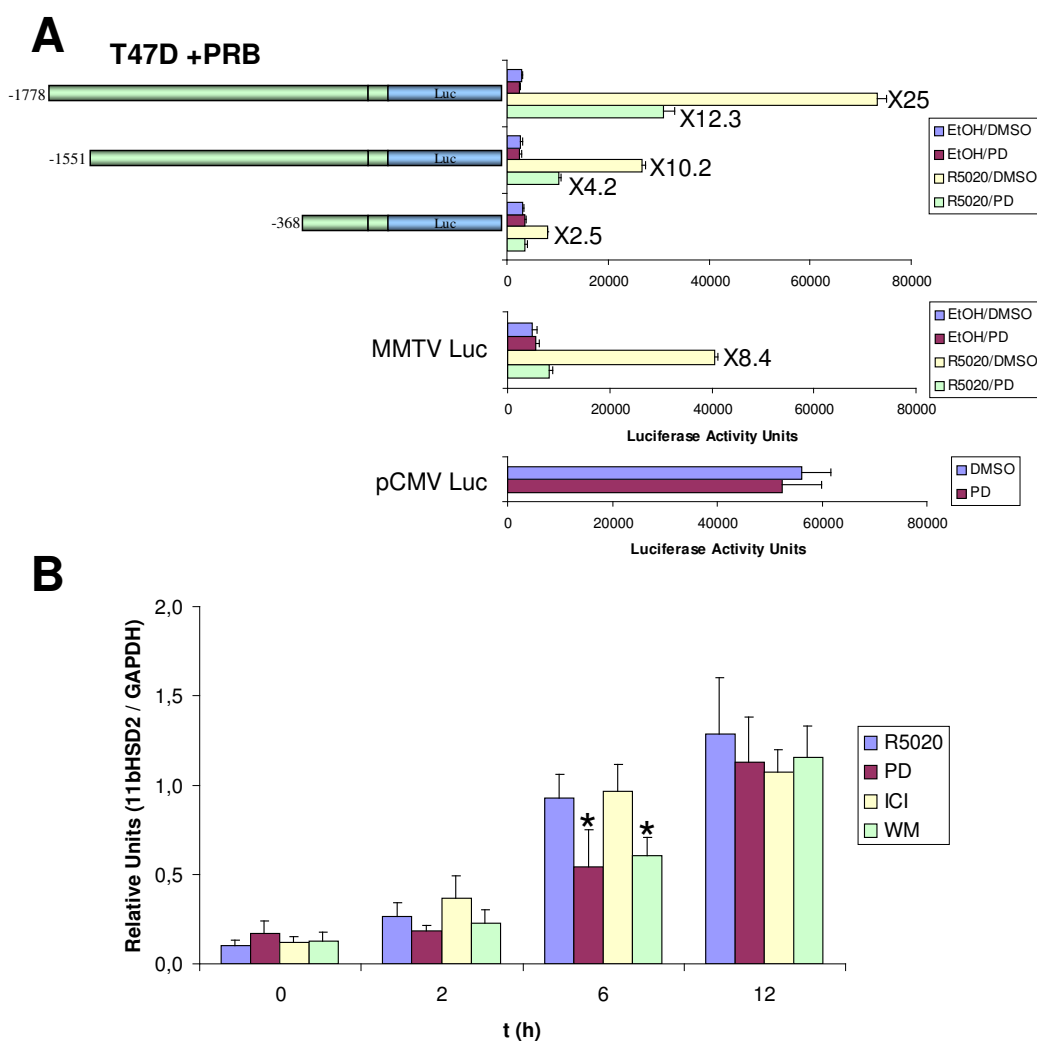 A
T47D +PRB
-1778
Luc
X25
X12.3
-1551
Luc
X10.2
X4.2
-368
Luc
X2.5
0 20000 40000 60000 80000
EtOH/DMSO
EtOH/PD
R5020/DMSO
R5020/PD
MMTV Luc
X8.4
0 20000 40000 60000 80000
Luciferase Activity Units
EtOH/DMSO
EtOH/PD
R5020/DMSO
R5020/PD
pCMV Luc
0 20000 40000 60000 80000
Luciferase Activity Units
DMSO
PD
B
Relative Units (11bHSD2 / GAPDH)
2,0
1,5
1,0
0,5
0,0
* *
0 2 6 12
t (h)
R5020
PD
ICI
WM